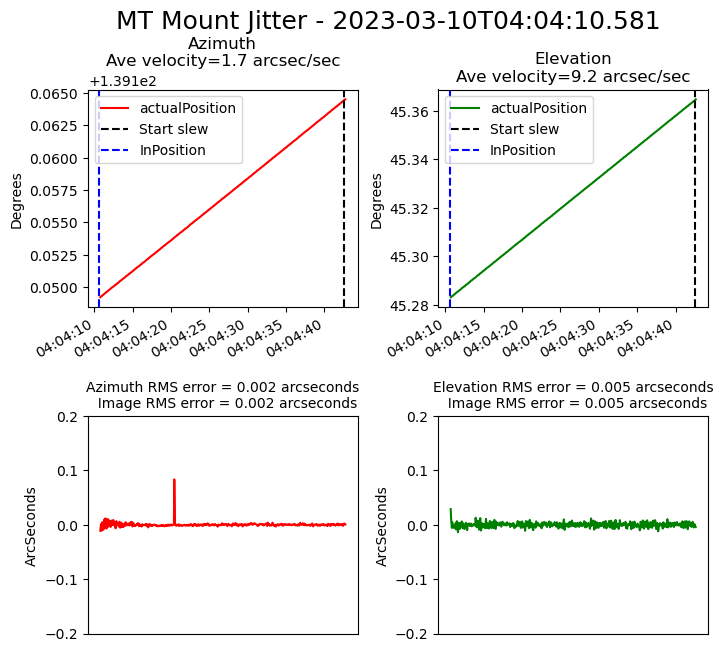 MT Mount Jitter - 2023-03-10T04:04:10.581
Azimuth
Ave velocity=1.7 arcsec/sec
+1.391e2
0.0650
0.0625
0.0600
0.0575
0.0550
0.0525
0.0500
Degrees
actualPosition
Start slew
InPosition
04:04:10
04:04:15
04:04:20
04:04:25
04:04:30
04:04:35
04:04:40
Elevation
Ave velocity=9.2 arcsec/sec
45.36
45.34
45.32
45.30
45.28
Degrees
actualPosition
Start slew
InPosition
04:04:10
04:04:15
04:04:20
04:04:25
04:04:30
04:04:35
04:04:40
Azimuth RMS error = 0.002 arcseconds
Image RMS error = 0.002 arcseconds
0.2
0.1
0.0
−0.1
−0.2
ArcSeconds
Elevation RMS error = 0.005 arcseconds
Image RMS error = 0.005 arcseconds
0.2
0.1
0.0
−0.1
−0.2
ArcSeconds